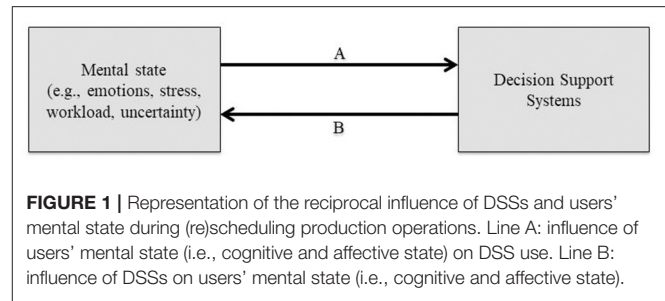 Mental state
(e.g., emotions, stress,
workload, uncertainty)
A
B
Decision Support
Systems
FIGURE 1 | Representation of the reciprocal influence of DSSs and users'
mental state during (re)scheduling production operations. Line A: influence of
users' mental state (i.e., cognitive and affective state) on DSS use. Line B:
influence of DSSs on users' mental state (i.e., cognitive and affective state).